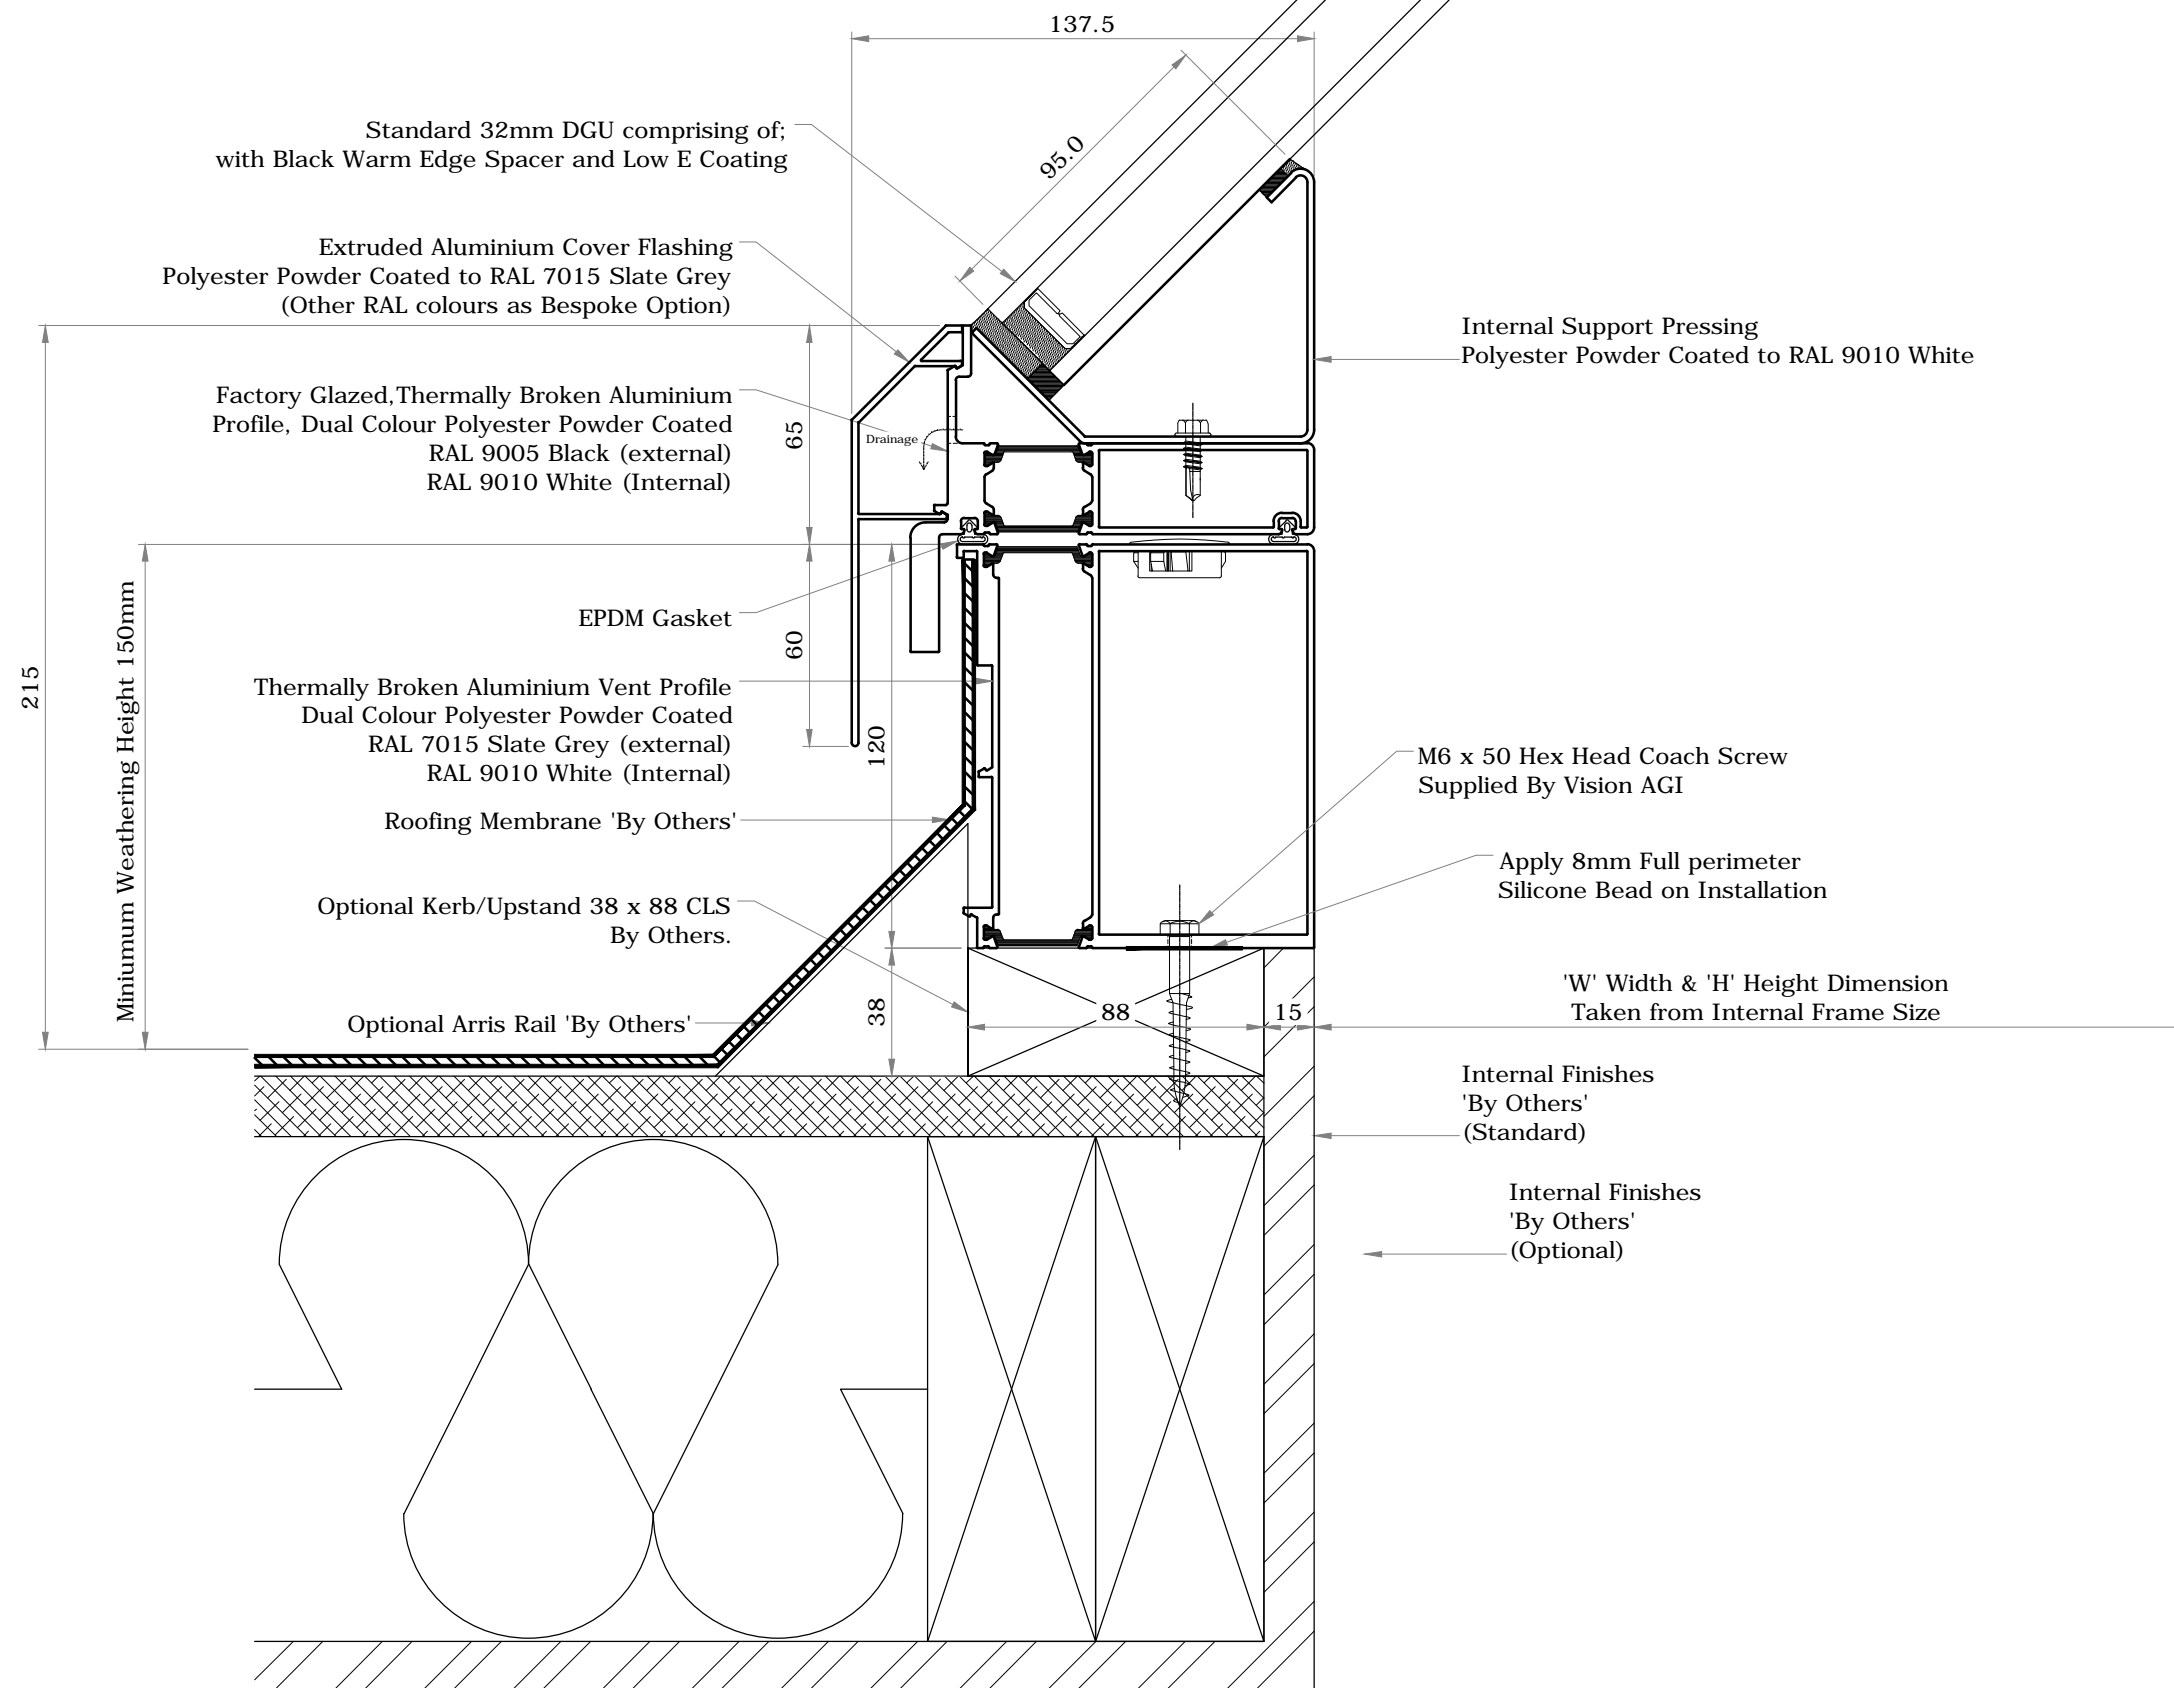 137.5
95.0
Standard 32mm DGU comprising of;
with Black Warm Edge Spacer and Low E Coating
Extruded Aluminium Cover Flashing
Polyester Powder Coated to RAL 7015 Slate Grey
(Other RAL colours as Bespoke Option)
Factory Glazed,Thermally Broken Aluminium
Profile, Dual Colour Polyester Powder Coated
RAL 9005 Black (external)
RAL 9010 White (Internal)
Drainage
65
Internal Support Pressing
Polyester Powder Coated to RAL 9010 White
EPDM Gasket
60
215
Miniumum Weathering Height 150mm
Thermally Broken Aluminium Vent Profile
Dual Colour Polyester Powder Coated
RAL 7015 Slate Grey (external)
RAL 9010 White (Internal)
120
Roofing Membrane 'By Others'
Optional Kerb/Upstand 38 x 88 CLS
By Others.
Optional Arris Rail 'By Others'
38
88
15
M6 x 50 Hex Head Coach Screw
Supplied By Vision AGI
Apply 8mm Full perimeter
Silicone Bead on Installation
'W' Width & 'H' Height Dimension
Taken from Internal Frame Size
Internal Finishes
'By Others'
(Standard)
Internal Finishes
'By Others'
(Optional)